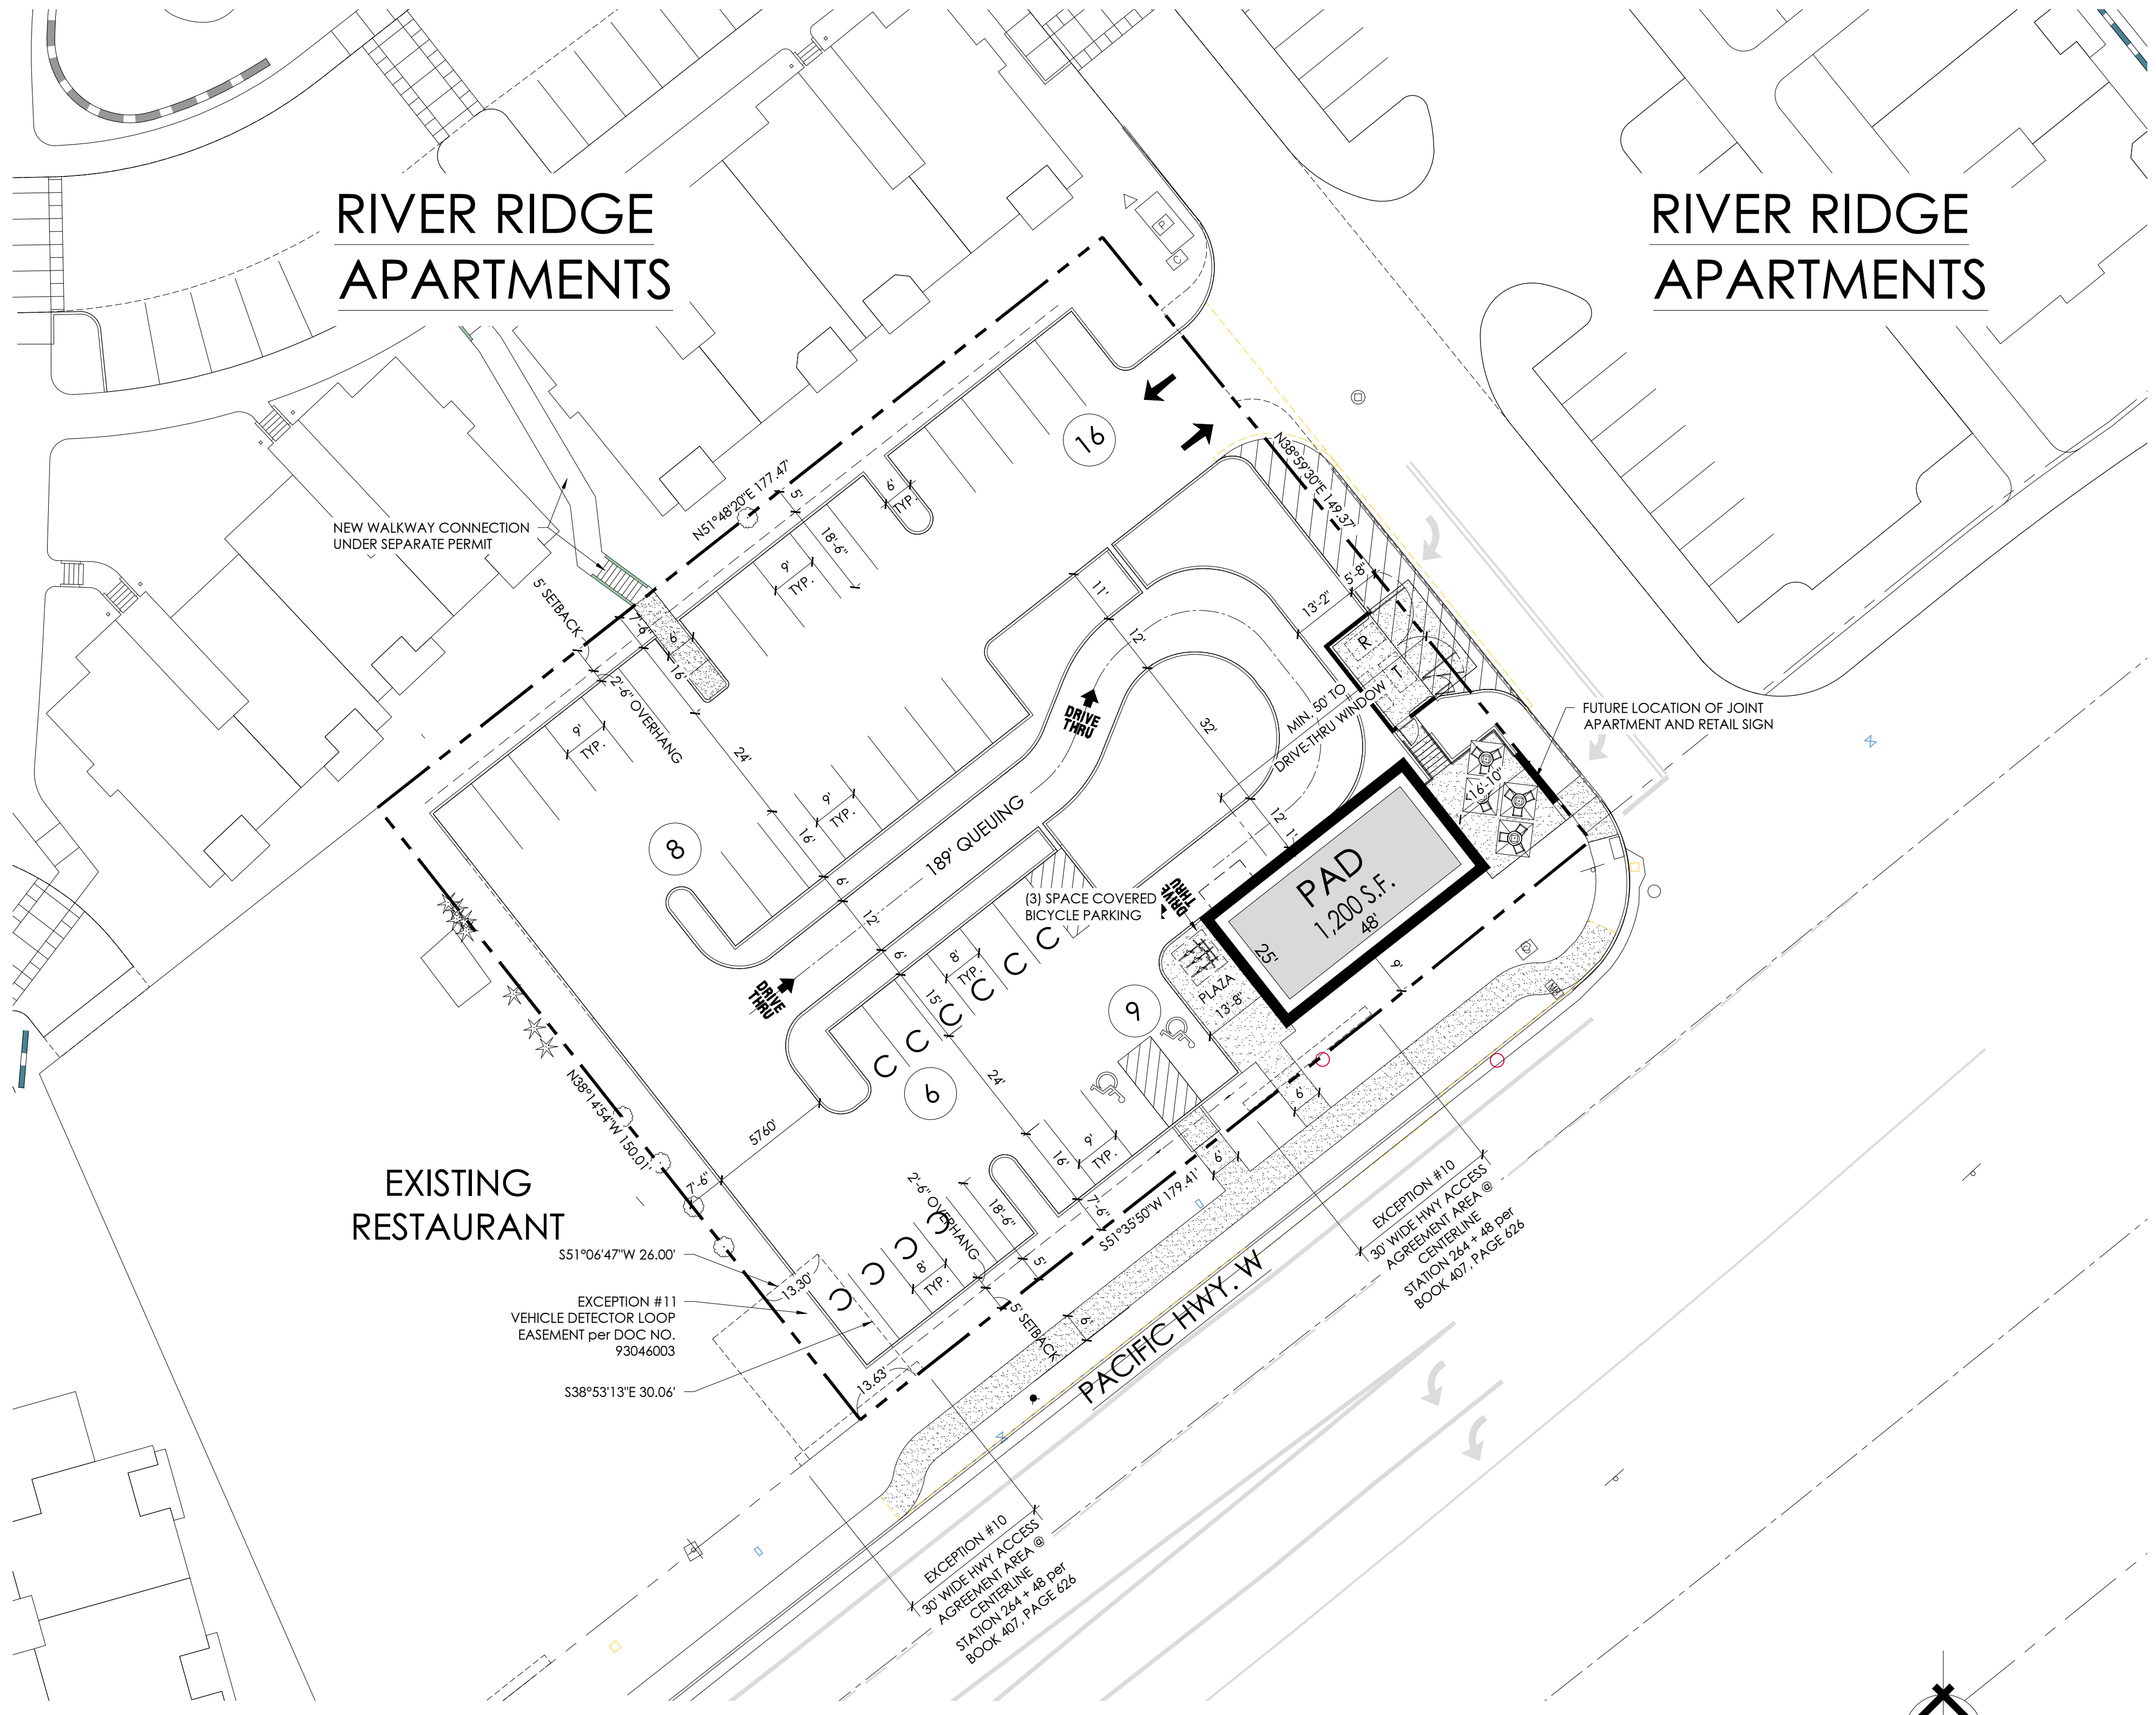 RIVER RIDGE
APARTMENTS
RIVER RIDGE
APARTMENTS
P
C
16
N38°59'30"E 149.37'
N51°48'20"E 177.47'
5'
6'
TYP.
18'-6"
9'
TYP.
NEW WALKWAY CONNECTION
UNDER SEPARATE PERMIT
5' SETBACK
7'-6"
6'
16'
2'-6" OVERHANG
9'
TYP.
24'
9'
TYP.
16'
8
6'
12'
6'
11'
12'
32'
12'
1'
5'-8"
13'-2"
R
T
MIN. 50' TO
DRIVE-THRU WINDOW
DRIVE
THRU
FUTURE LOCATION OF JOINT
APARTMENT AND RETAIL SIGN
16'-10"
189' QUEUING
(3) SPACE COVERED
BICYCLE PARKING
DRIVE
THRU
PAD
1,200 S.F.
48'
25'
9'
PLAZA
13'-8"
DRIVE
THRU
8'
TYP.
15'
C C C C C C
9
6
24'
5760'
9'
TYP.
16'
6'
6'
7'-6"
N38°14'54"W 150.01'
7'-6"
EXISTING
RESTAURANT
2'-6" OVERHANG
18'-6"
S51°35'50"W 179.41'
C C C C
8'
TYP.
5'
5' SETBACK
6'
S51°06'47"W 26.00'
13.30'
EXCEPTION #11
VEHICLE DETECTOR LOOP
EASEMENT per DOC NO.
93046003
S38°53'13"E 30.06'
13.63'
PACIFIC HWY. W
EXCEPTION #10
30' WIDE HWY ACCESS
AGREEMENT AREA @
CENTERLINE
STATION 264 + 48 per
BOOK 407, PAGE 626
EXCEPTION #10
30' WIDE HWY ACCESS
AGREEMENT AREA @
CENTERLINE
STATION 264 + 48 per
BOOK 407, PAGE 626